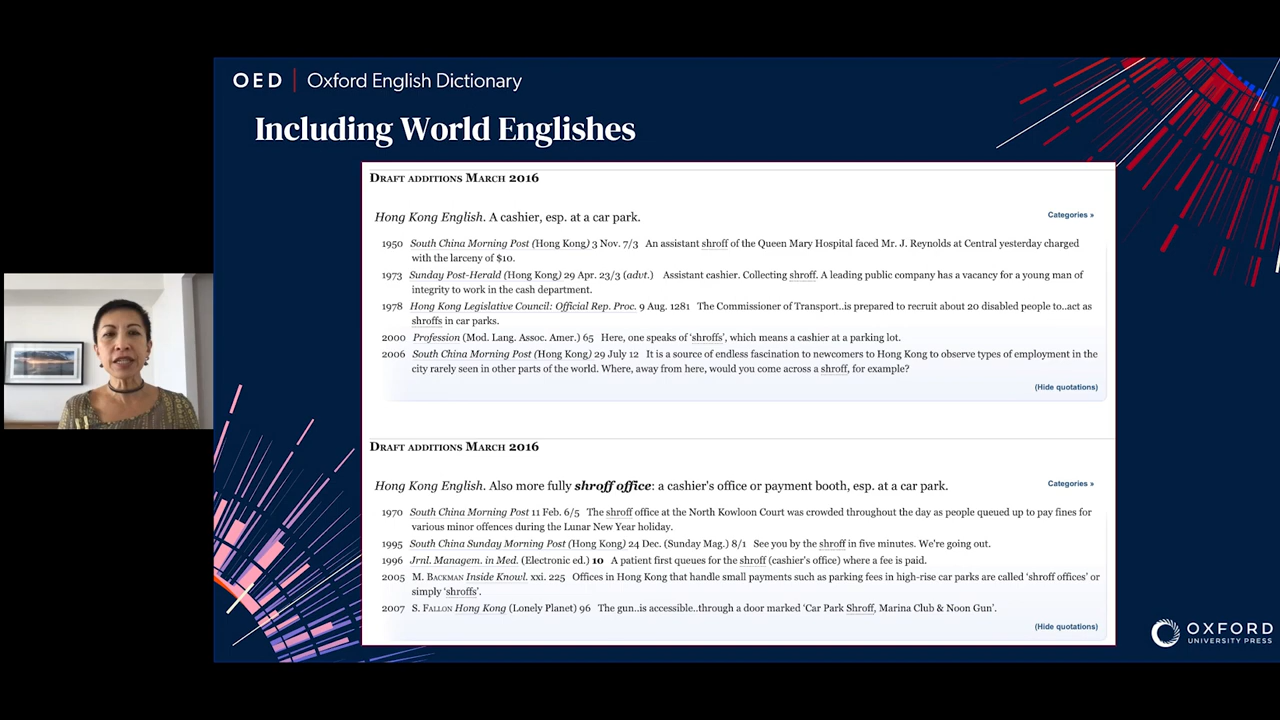 OED | Oxford English Dictionary
Including World Englishes
DRAFT ADDITIONS MARCH 2016
Hong Kong English. A cashier, esp. at a car park.
Categories »
1950 South China Morning Post (Hong Kong) 3 Nov. 7/3 An assistant shroff of the Queen Mary Hospital faced Mr. J. Reynolds at Central yesterday charged
with the larceny of $10.
1973 Sunday Post-Herald (Hong Kong) 29 Apr. 23/3 (advt.) Assistant cashier. Collecting shroff. A leading public company has a vacancy for a young man of
integrity to work in the cash department.
1978 Hong Kong Legislative Council: Official Rep. Proc. 9 Aug. 1281 The Commissioner of Transport..is prepared to recruit about 20 disabled people to..act as
shroffs in car parks.
2000 Profession (Mod. Lang. Assoc. Amer.) 65 Here, one speaks of ‘shroffs’, which means a cashier at a parking lot.
2006 South China Morning Post (Hong Kong) 29 July 12 It is a source of endless fascination to newcomers to Hong Kong to observe types of employment in the
city rarely seen in other parts of the world. Where, away from here, would you come across a shroff, for example?
(Hide quotations)
DRAFT ADDITIONS MARCH 2016
Hong Kong English. Also more fully shroff office: a cashier's office or payment booth, esp. at a car park.
Categories »
1970 South China Morning Post 11 Feb. 6/5 The shroff office at the North Kowloon Court was crowded throughout the day as people queued up to pay fines for
various minor offences during the Lunar New Year holiday.
1995 South China Sunday Morning Post (Hong Kong) 24 Dec. (Sunday Mag.) 8/1 See you by the shroff in five minutes. We're going out.
1996 Jrnl. Managem. in Med. (Electronic ed.) 10 A patient first queues for the shroff (cashier's office) where a fee is paid.
2005 M. BACKMAN Inside Knowl. xxi. 225 Offices in Hong Kong that handle small payments such as parking fees in high-rise car parks are called ‘shroff offices’ or
simply ‘shroffs’.
2007 S. FALLON Hong Kong (Lonely Planet) 96 The gun..is accessible..through a door marked ‘Car Park Shroff, Marina Club & Noon Gun’.
(Hide quotations)
OXFORD
UNIVERSITY PRESS